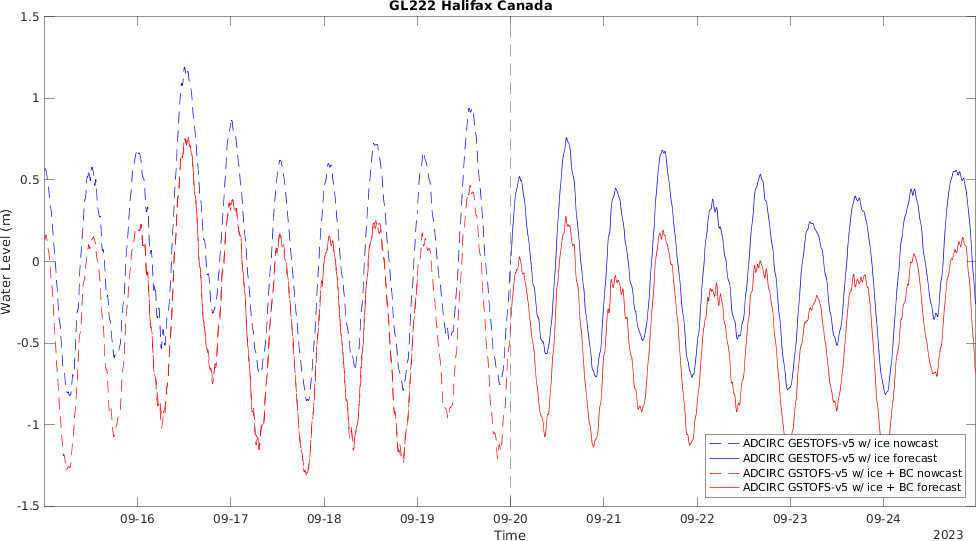 GL222 Halifax Canada
1.5
1
0.5
0
-0.5
-1
-1.5
Water Level (m)
09-16 09-17 09-18 09-19 09-20 09-21 09-22 09-23 09-24
Time
2023
ADCIRC GESTOFS-v5 w/ ice nowcast
ADCIRC GESTOFS-v5 w/ ice forecast
ADCIRC GSTOFS-v5 w/ ice + BC nowcast
ADCIRC GSTOFS-v5 w/ ice + BC forecast